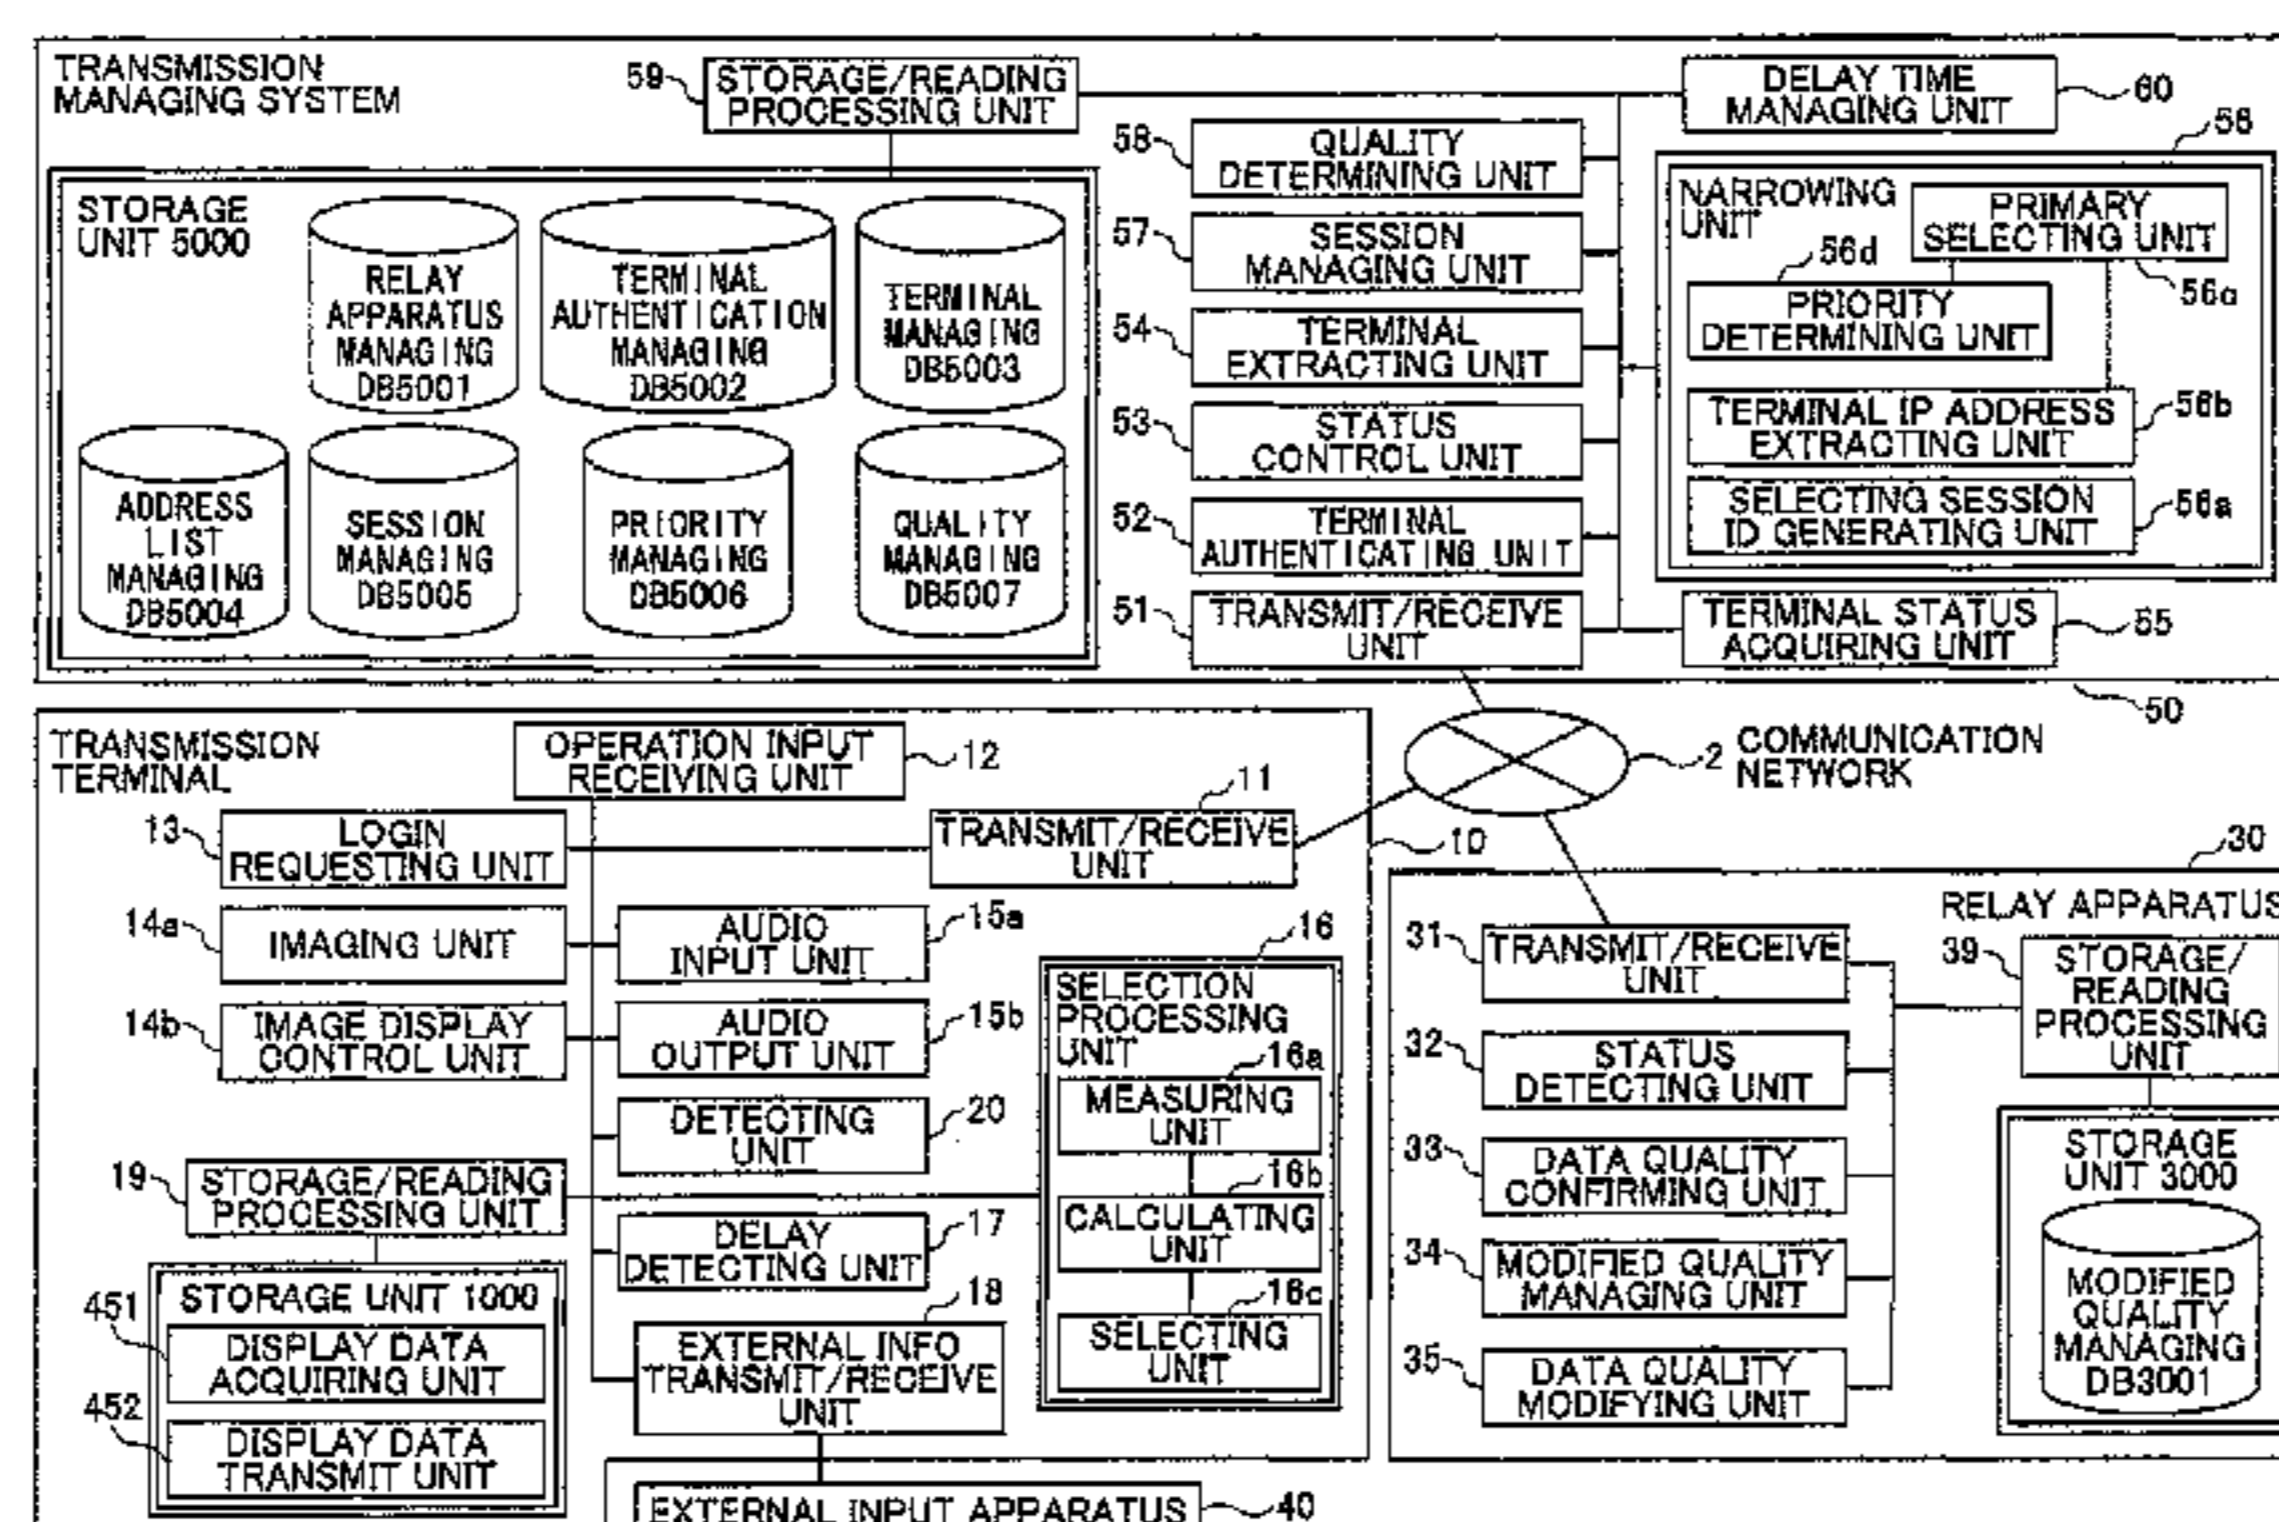 TRANSMISSION
MANAGING SYSTEM
59
STORAGE/READING
PROCESSING UNIT
DELAY TIME
MANAGING UNIT
60
STORAGE
UNIT 5000
RELAY
APPARATUS
MANAGING
DB5001
TERMINAL
AUTHENTICATION
MANAGING
DB5002
TERMINAL
MANAGING
DB5003
ADDRESS
LIST
MANAGING
DB5004
SESSION
MANAGING
DB5005
PRIORITY
MANAGING
DB5006
QUALITY
MANAGING
DB5007
58
QUALITY
DETERMINING UNIT
57
SESSION
MANAGING UNIT
54
TERMINAL
EXTRACTING UNIT
53
STATUS
CONTROL UNIT
52
TERMINAL
AUTHENTICATING UNIT
51
TRANSMIT/RECEIVE
UNIT
56
NARROWING
UNIT
PRIMARY
SELECTING UNIT
56c
56d
PRIORITY
DETERMINING UNIT
TERMINAL IP ADDRESS
EXTRACTING UNIT
56b
SELECTING SESSION
ID GENERATING UNIT
56a
TERMINAL STATUS
ACQUIRING UNIT
55
50
COMMUNICATION
NETWORK
2
TRANSMISSION
TERMINAL
OPERATION INPUT
RECEIVING UNIT
12
13
LOGIN
REQUESTING UNIT
11
TRANSMIT/RECEIVE
UNIT
10
14a
IMAGING UNIT
AUDIO
INPUT UNIT
15a
14b
IMAGE DISPLAY
CONTROL UNIT
AUDIO
OUTPUT UNIT
15b
DETECTING
UNIT
20
19
STORAGE/READING
PROCESSING UNIT
DELAY
DETECTING UNIT
17
STORAGE UNIT 1000
451
DISPLAY DATA
ACQUIRING UNIT
452
DISPLAY DATA
TRANSMIT UNIT
18
EXTERNAL INFO
TRANSMIT/RECEIVE
UNIT
16
SELECTION
PROCESSING
UNIT
16a
MEASURING
UNIT
16b
CALCULATING
UNIT
16c
SELECTING
UNIT
EXTERNAL INPUT APPARATUS
40
30
RELAY APPARATUS
31
TRANSMIT/RECEIVE
UNIT
39
STORAGE/
READING
PROCESSING
UNIT
32
STATUS
DETECTING UNIT
33
DATA QUALITY
CONFIRMING UNIT
34
MODIFIED QUALITY
MANAGING UNIT
35
DATA QUALITY
MODIFYING UNIT
STORAGE
UNIT 3000
MODIFIED
QUALITY
MANAGING
DB3001